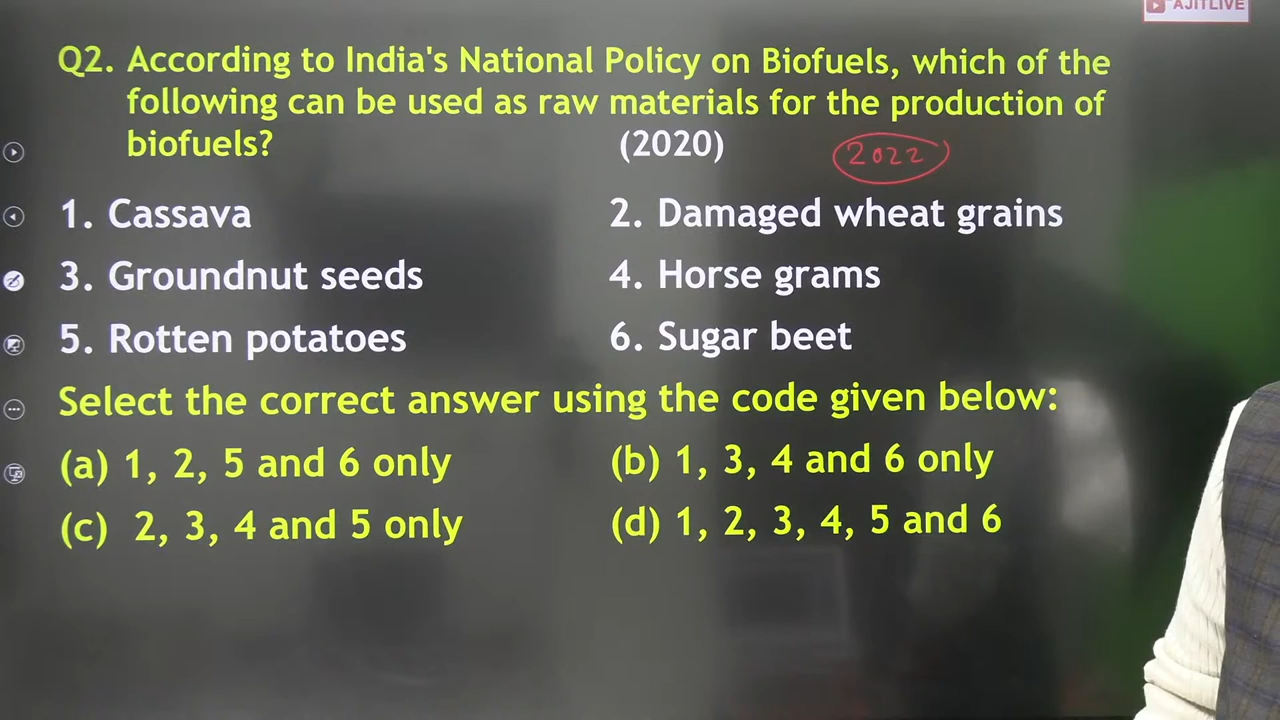 AJITLIVE
Q2. According to India's National Policy on Biofuels, which of the
following can be used as raw materials for the production of
biofuels? (2020) 2022
1. Cassava 2. Damaged wheat grains
3. Groundnut seeds 4. Horse grams
5. Rotten potatoes 6. Sugar beet
Select the correct answer using the code given below:
(a) 1, 2, 5 and 6 only (b) 1, 3, 4 and 6 only
(c) 2, 3, 4 and 5 only (d) 1, 2, 3, 4, 5 and 6